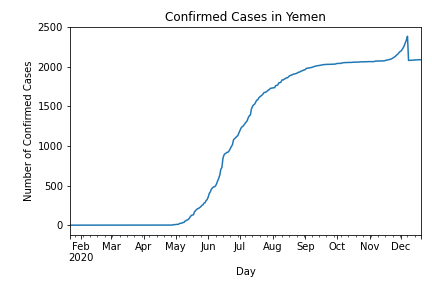 Confirmed Cases in Yemen
Number of Confirmed Cases
2500
2000
1500
1000
500
0
Feb Mar Apr May Jun Jul Aug Sep Oct Nov Dec
2020
Day